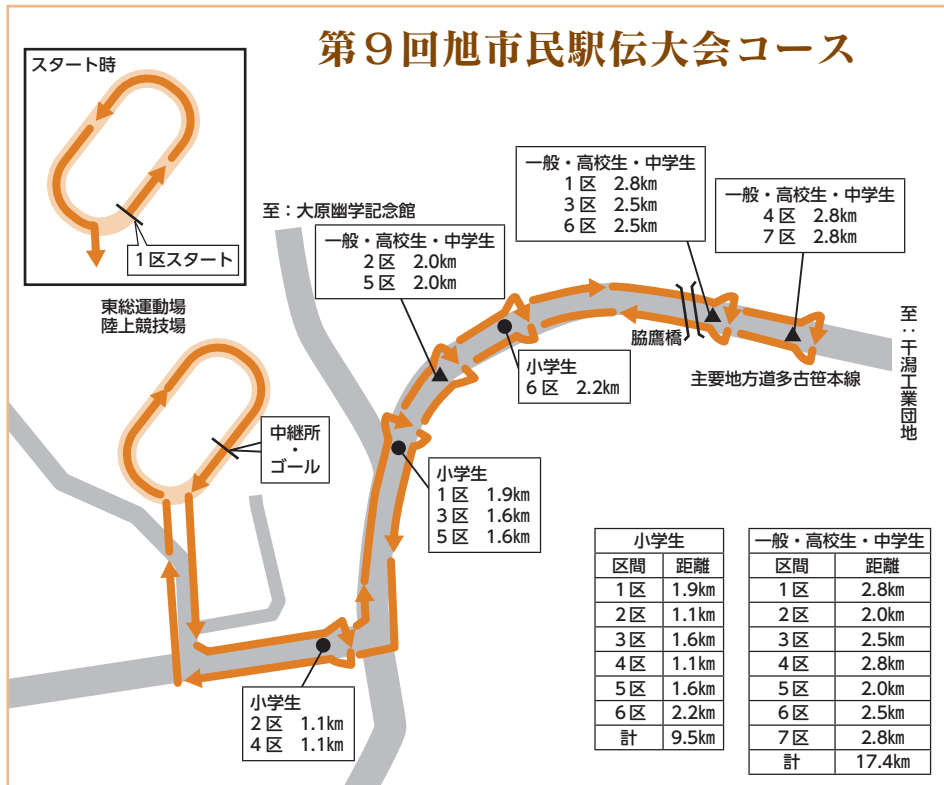 第9回旭市民駅伝大会コース
スタート時
1区スタート
東総運動場
陸上競技場
至：大原幽学記念館
一般・高校生・中学生
2区 2.0㎞
5区 2.0㎞
一般・高校生・中学生
1区 2.8㎞
3区 2.5㎞
6区 2.5㎞
一般・高校生・中学生
4区 2.8㎞
7区 2.8㎞
脇鷹橋
主要地方道多古笹本線
至：干潟工業団地
小学生
6区 2.2㎞
中継所
・
ゴール
小学生
1区 1.9㎞
3区 1.6㎞
5区 1.6㎞
小学生
2区 1.1㎞
4区 1.1㎞
小学生
区間 距離
1区 1.9㎞
2区 1.1㎞
3区 1.6㎞
4区 1.1㎞
5区 1.6㎞
6区 2.2㎞
計 9.5㎞
一般・高校生・中学生
区間 距離
1区 2.8㎞
2区 2.0㎞
3区 2.5㎞
4区 2.8㎞
5区 2.0㎞
6区 2.5㎞
7区 2.8㎞
計 17.4㎞